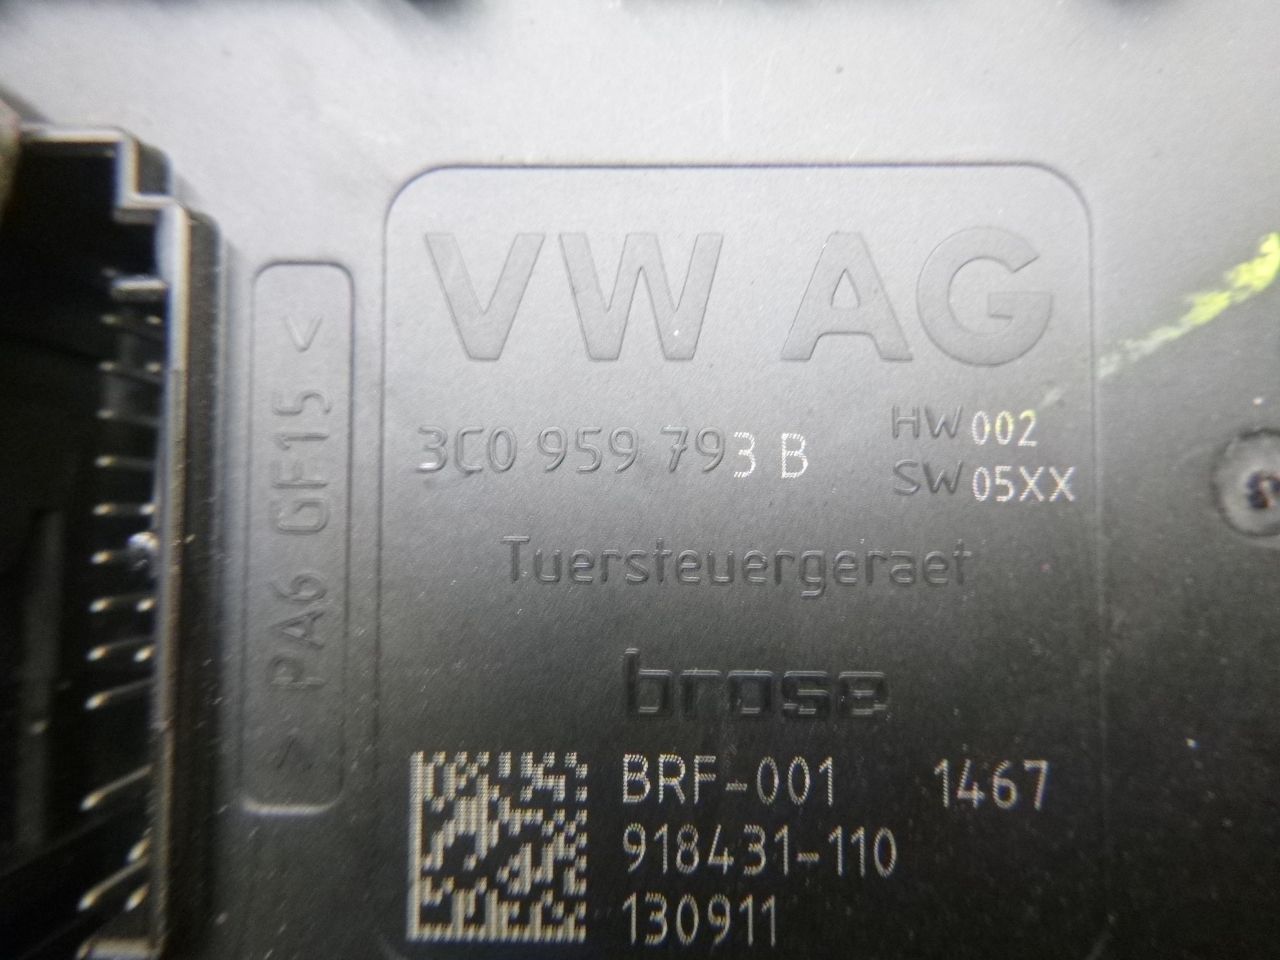 VW AG
3C0 959 793 B
HW 002
SW 05XX
Tuersteuergeraet
brose
BRF-001 1467
918431-110
130911
> PA6 GF15 <